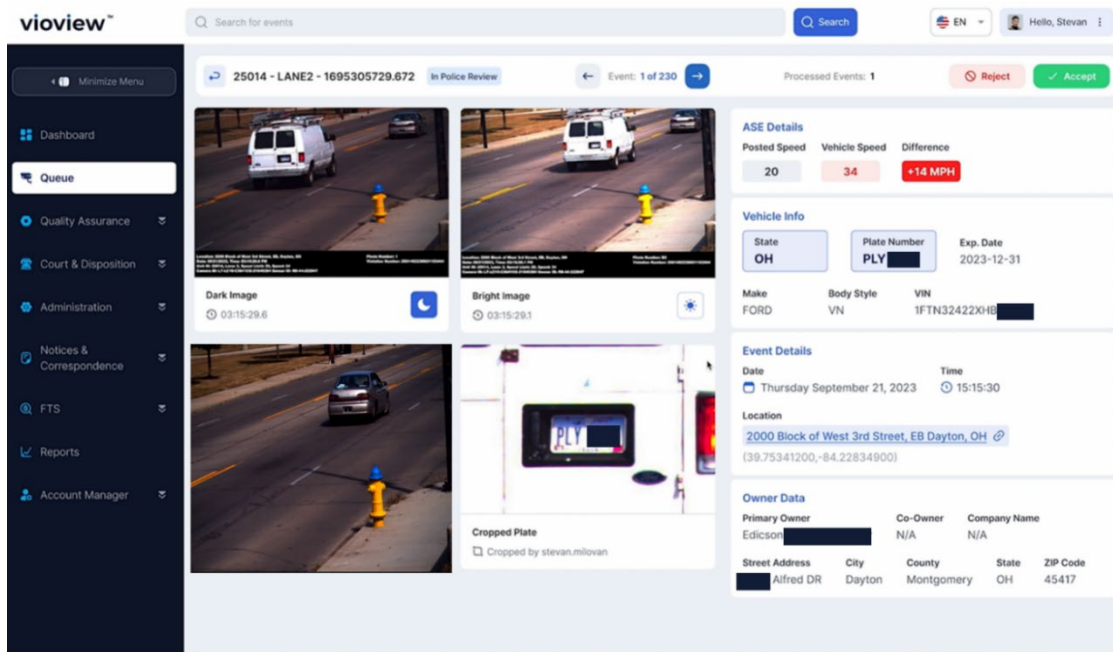 vioview™
Search for events
Search
EN
Hello, Stevan
Minimize Menu
25014 - LANE2 - 1695305729.672
In Police Review
Event: 1 of 230
Processed Events: 1
Reject
Accept
Dashboard
Queue
Quality Assurance
Court & Disposition
Administration
Notices &
Correspondence
FTS
Reports
Account Manager
Dark Image
03:15:29.6
Bright Image
03:15:29.1
PLY
Cropped Plate
Cropped by stevan.milovan
ASE Details
Posted Speed Vehicle Speed Difference
20 34 +14 MPH
Vehicle Info
State Plate Number Exp. Date
OH PLY 2023-12-31
Make Body Style VIN
FORD VN 1FTN32422XHB
Event Details
Date Time
Thursday September 21, 2023 15:15:30
Location
2000 Block of West 3rd Street, EB Dayton, OH
(39.75341200,-84.22834900)
Owner Data
Primary Owner Co-Owner Company Name
Edicson N/A N/A
Street Address City County State ZIP Code
Alfred DR Dayton Montgomery OH 45417